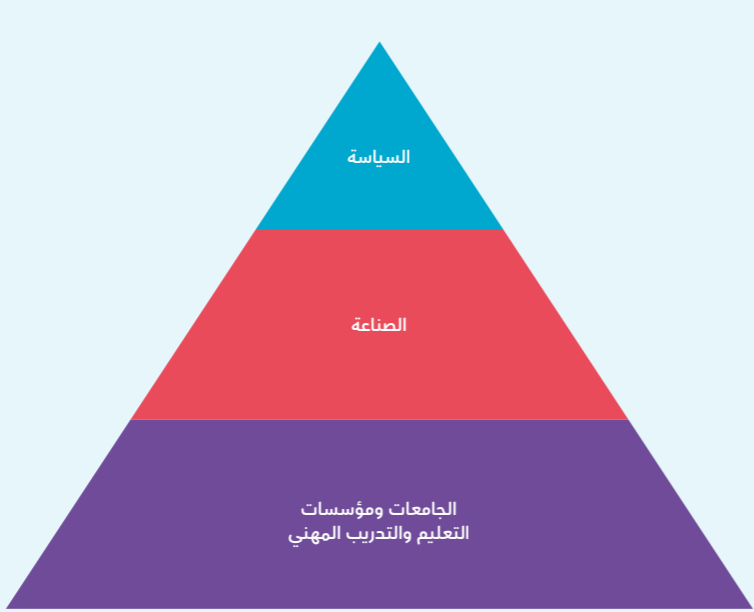 السياسة
الصناعة
الجامعات ومؤسسات
التعليم والتدريب المهني